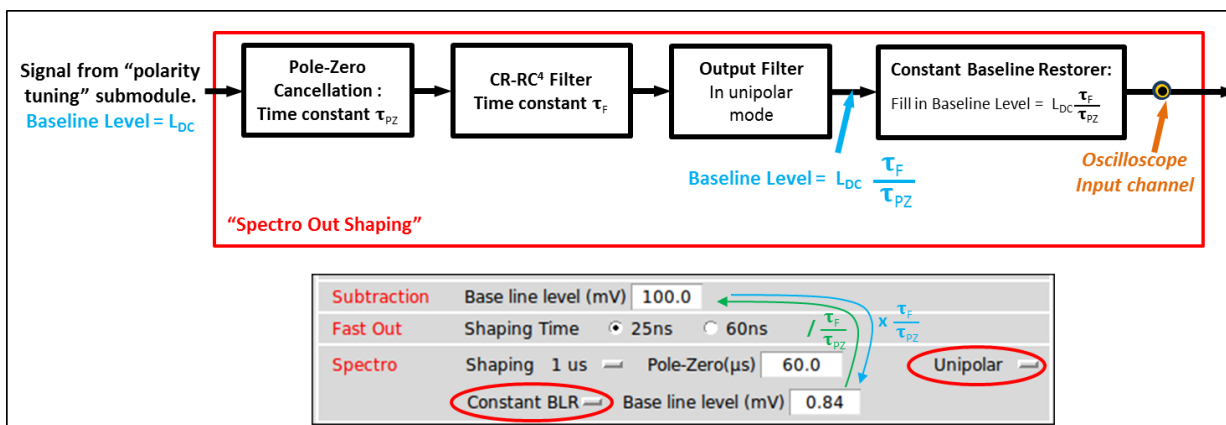 Signal from “polarity
tuning” submodule.
Baseline Level = LDC
Pole-Zero
Cancellation :
Time constant τPZ
CR-RC⁴ Filter
Time constant τF
Output Filter
In unipolar
mode
Constant Baseline Restorer:
Fill in Baseline Level = LDC τF/τPZ
Baseline Level = LDC τF/τPZ
Oscilloscope
Input channel
“Spectro Out Shaping”
Subtraction Base line level (mV) 100.0
Fast Out Shaping Time 25ns 60ns / τF/τPZ x τF/τPZ
Spectro Shaping 1 us Pole-Zero(µs) 60.0 Unipolar
Constant BLR Base line level (mV) 0.84